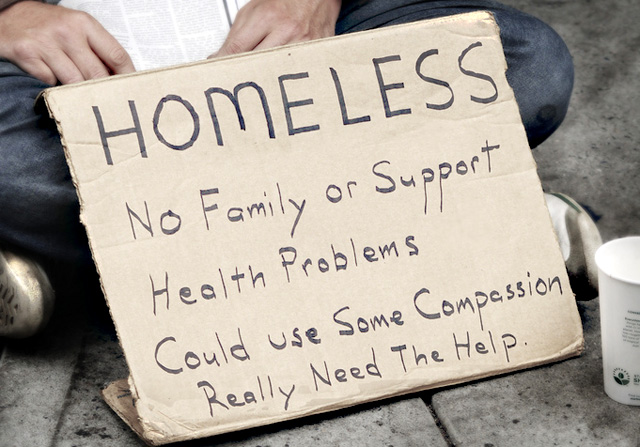 HOMELESS
No Family or Support
Health Problems
Could use Some Compassion
Really Need The Help.